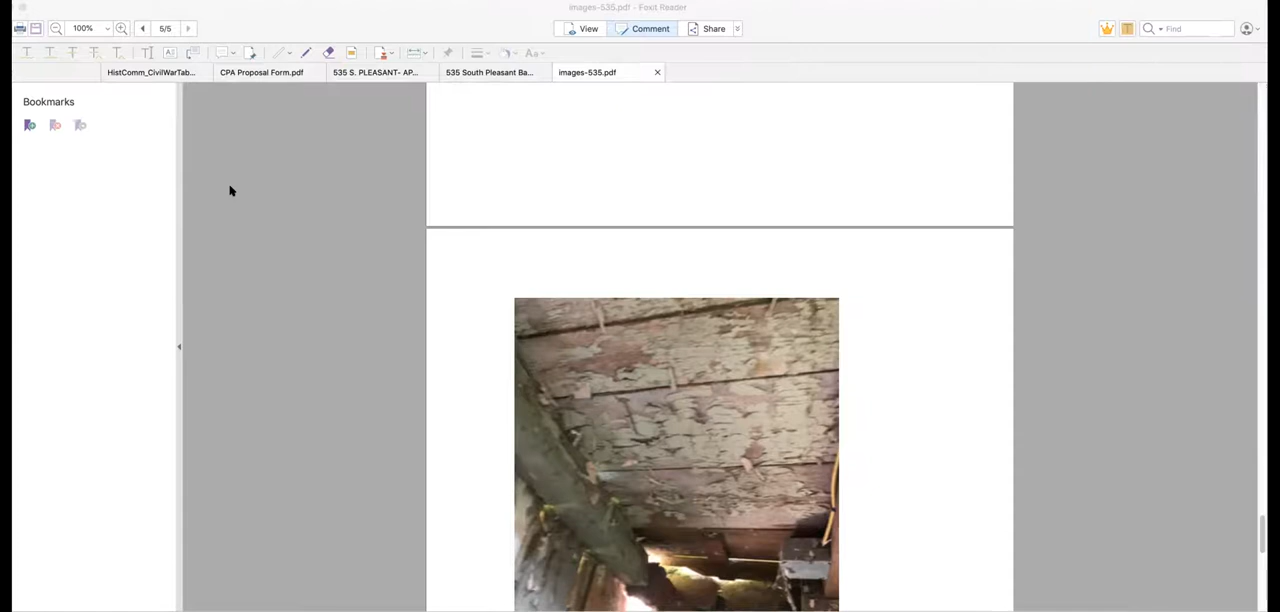 images-535.pdf - Foxit Reader
100%
5/5
View
Comment
Share
Find
HistComm_CivilWarTab...
CPA Proposal Form.pdf
535 S. PLEASANT- AP...
535 South Pleasant Ba...
images-535.pdf
Bookmarks